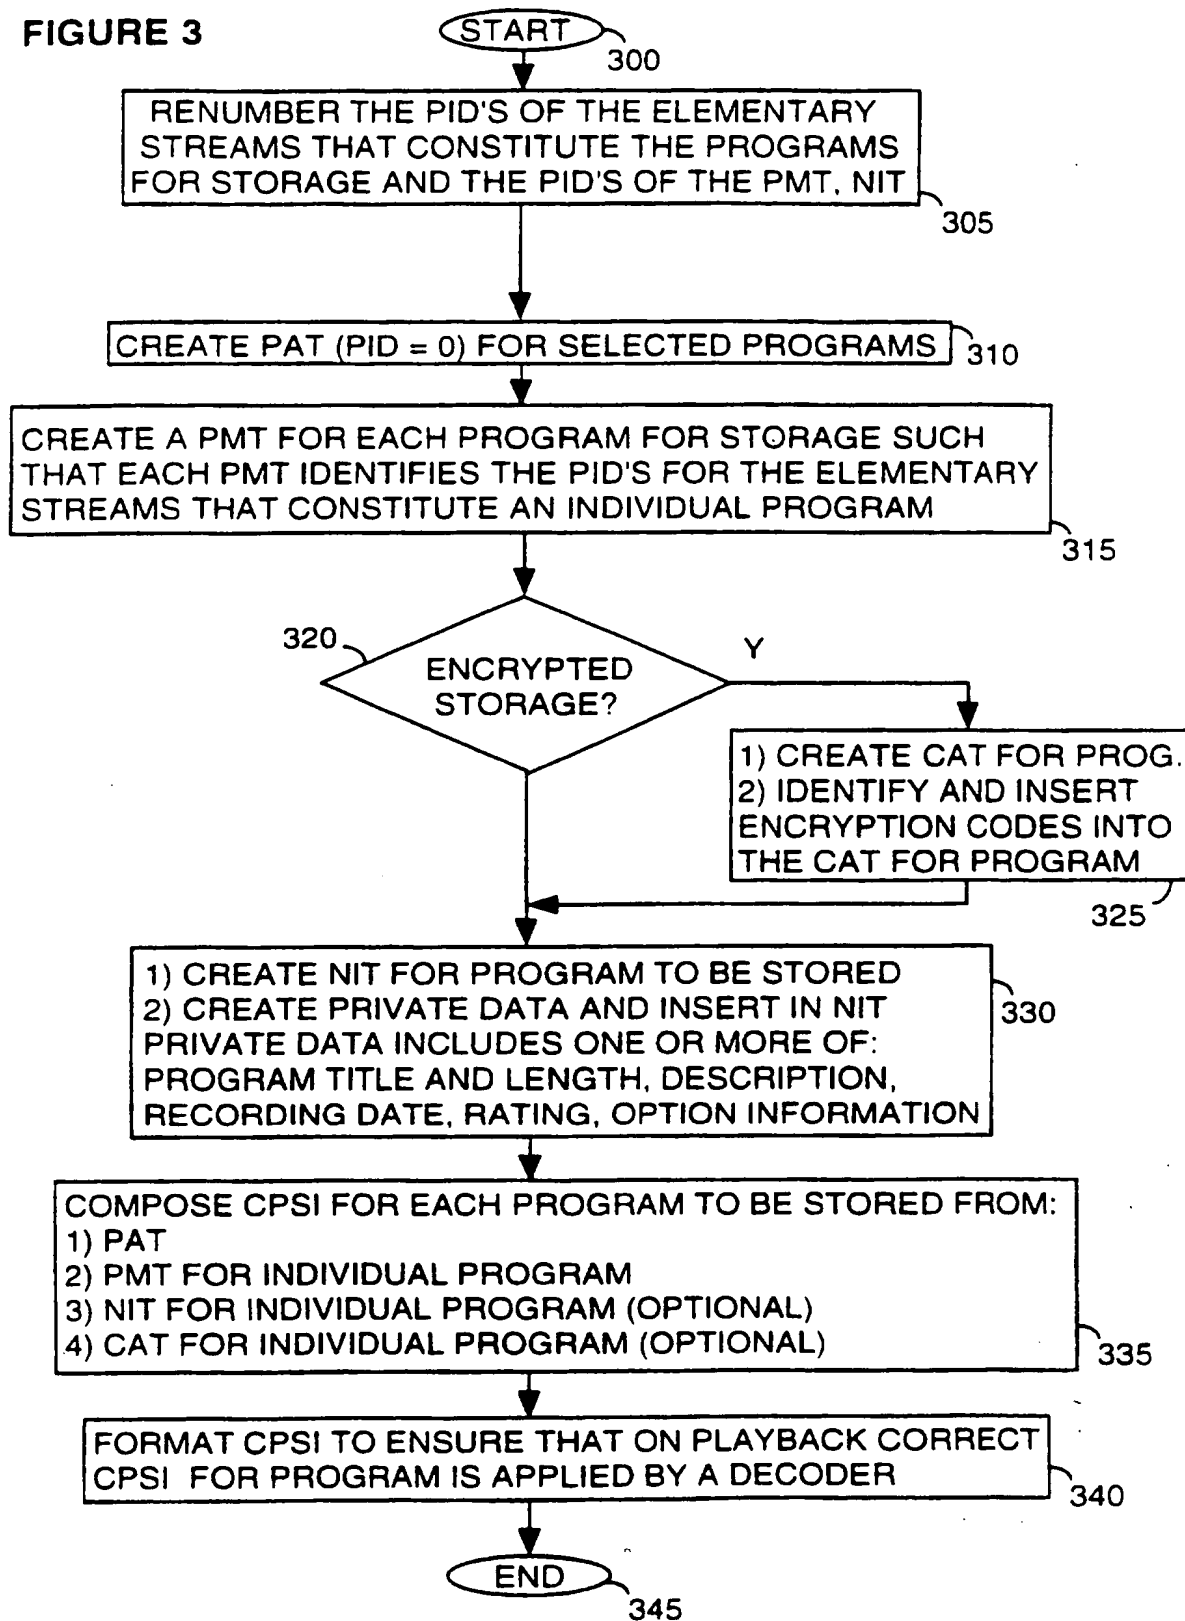 FIGURE 3
START
300
RENUMBER THE PID'S OF THE ELEMENTARY
STREAMS THAT CONSTITUTE THE PROGRAMS
FOR STORAGE AND THE PID'S OF THE PMT, NIT
305
CREATE PAT (PID = 0) FOR SELECTED PROGRAMS
310
CREATE A PMT FOR EACH PROGRAM FOR STORAGE SUCH
THAT EACH PMT IDENTIFIES THE PID'S FOR THE ELEMENTARY
STREAMS THAT CONSTITUTE AN INDIVIDUAL PROGRAM
315
320
ENCRYPTED
STORAGE?
Y
1) CREATE CAT FOR PROG.
2) IDENTIFY AND INSERT
ENCRYPTION CODES INTO
THE CAT FOR PROGRAM
325
1) CREATE NIT FOR PROGRAM TO BE STORED
2) CREATE PRIVATE DATA AND INSERT IN NIT
PRIVATE DATA INCLUDES ONE OR MORE OF:
PROGRAM TITLE AND LENGTH, DESCRIPTION,
RECORDING DATE, RATING, OPTION INFORMATION
330
COMPOSE CPSI FOR EACH PROGRAM TO BE STORED FROM:
1) PAT
2) PMT FOR INDIVIDUAL PROGRAM
3) NIT FOR INDIVIDUAL PROGRAM (OPTIONAL)
4) CAT FOR INDIVIDUAL PROGRAM (OPTIONAL)
335
FORMAT CPSI TO ENSURE THAT ON PLAYBACK CORRECT
CPSI FOR PROGRAM IS APPLIED BY A DECODER
340
END
345